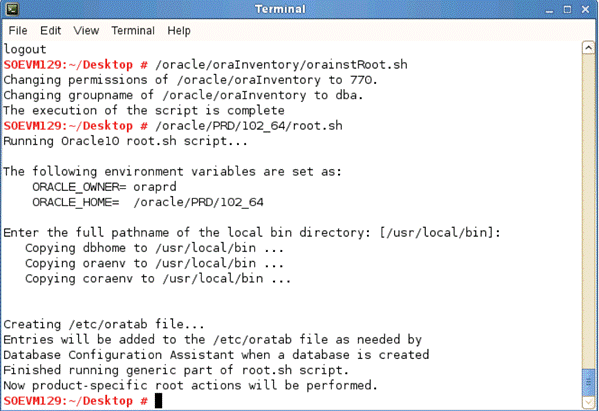 Terminal
File Edit View Terminal Help
logout
SOEVM129:~/Desktop # /oracle/oraInventory/orainstRoot.sh
Changing permissions of /oracle/oraInventory to 770.
Changing groupname of /oracle/oraInventory to dba.
The execution of the script is complete
SOEVM129:~/Desktop # /oracle/PRD/102_64/root.sh
Running Oracle10 root.sh script...
The following environment variables are set as:
ORACLE_OWNER= oraprd
ORACLE_HOME=  /oracle/PRD/102_64
Enter the full pathname of the local bin directory: [/usr/local/bin]:
Copying dbhome to /usr/local/bin ...
Copying oraenv to /usr/local/bin ...
Copying coraenv to /usr/local/bin ...
Creating /etc/oratab file...
Entries will be added to the /etc/oratab file as needed by
Database Configuration Assistant when a database is created
Finished running generic part of root.sh script.
Now product-specific root actions will be performed.
SOEVM129:~/Desktop #